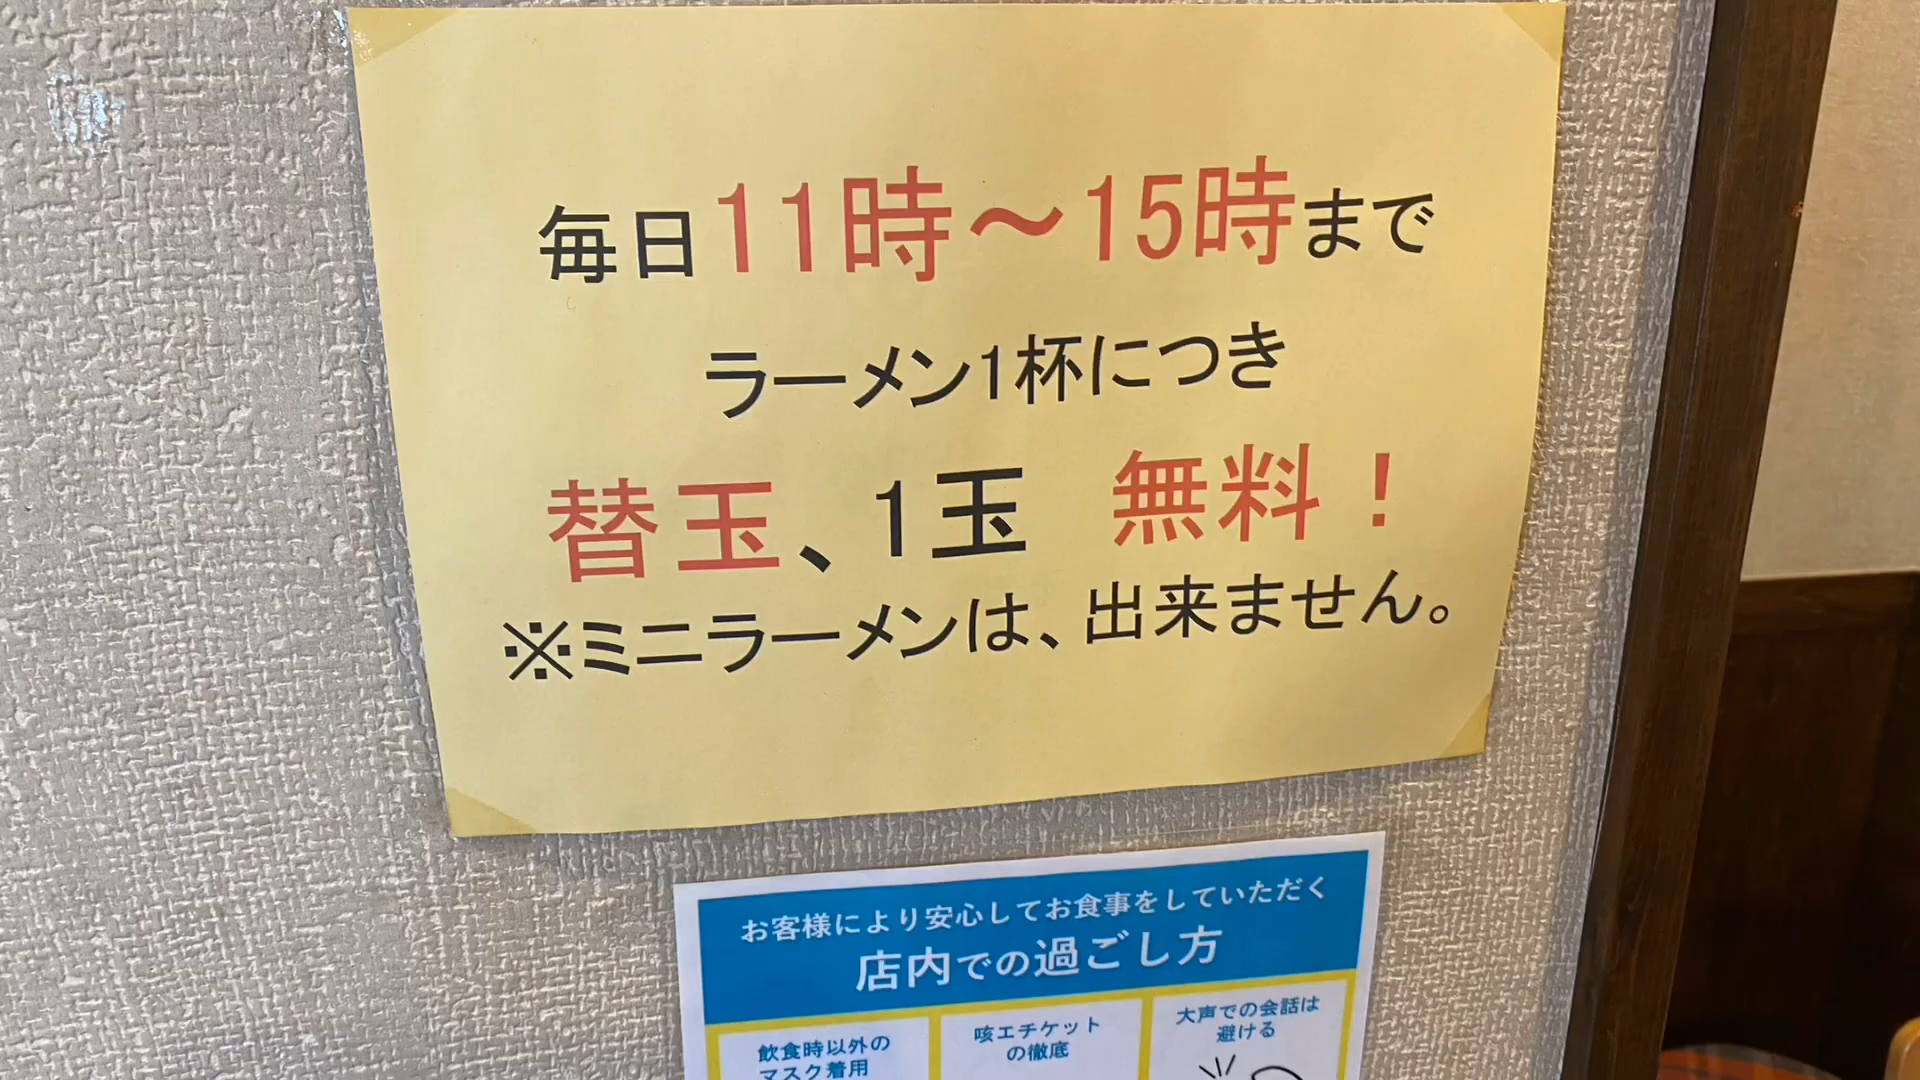 毎日11時～15時まで
ラーメン1杯につき
替玉、1玉　無料！
※ミニラーメンは、出来ません。
お客様により安心してお食事をしていただく
店内での過ごし方
飲食時以外の
マスク着用
咳エチケット
の徹底
大声での会話は
避ける